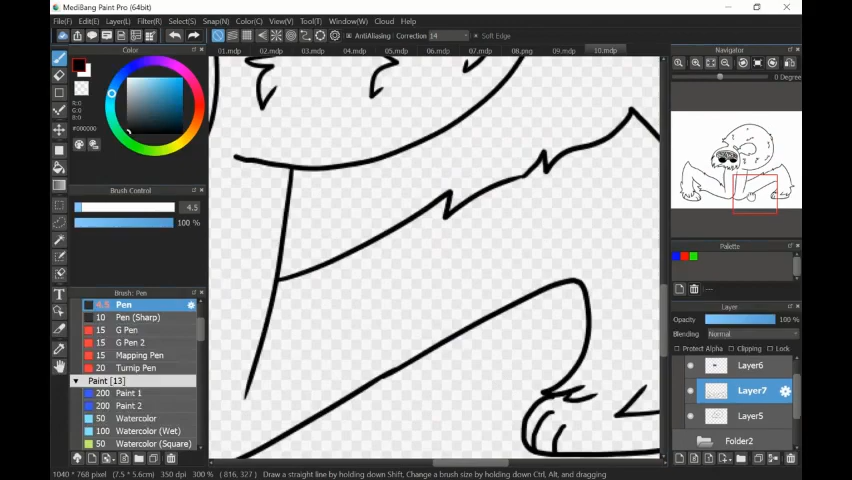 MediBang Paint Pro (64bit)
File(F) Edit(E) Layer(L) Filter(R) Select(S) Snap(N) Color(C) View(V) Tool(T) Window(W) Cloud Help
AntiAliasing Correction 14 Soft Edge
01.mdp 02.mdp 03.mdp 04.mdp 05.mdp 06.mdp 07.mdp 08.png 09.mdp 10.mdp
Color
R:0
G:0
B:0
#000000
Brush Control
4.5
100 %
Brush: Pen
4.5 Pen
10 Pen (Sharp)
15 G Pen
15 G Pen 2
15 Mapping Pen
20 Turnip Pen
Paint [13]
200 Paint 1
200 Paint 2
50 Watercolor
100 Watercolor (Wet)
50 Watercolor (Square)
Navigator
0 Degree
Palette
---
Layer
Opacity 100 %
Blending Normal
Protect Alpha Clipping Lock
Layer6
Layer7
Layer5
Folder2
1040 * 768 pixel (7.5 * 5.6cm) 350 dpi 300 % ( 816, 327 ) Draw a straight line by holding down Shift, Change a brush size by holding down Ctrl, Alt, and dragging